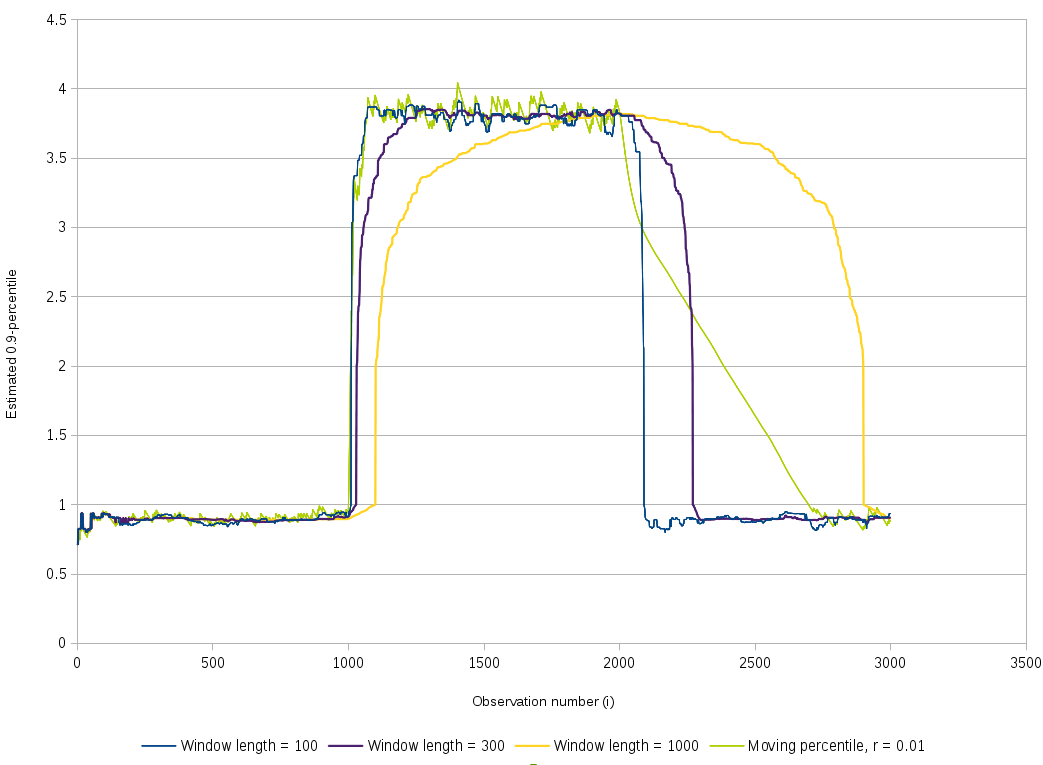 4.5
4
3.5
3
2.5
2
1.5
1
0.5
0
Estimated 0.9-percentile
0 500 1000 1500 2000 2500 3000 3500
Observation number (i)
Window length = 100 Window length = 300 Window length = 1000 Moving percentile, r = 0.01